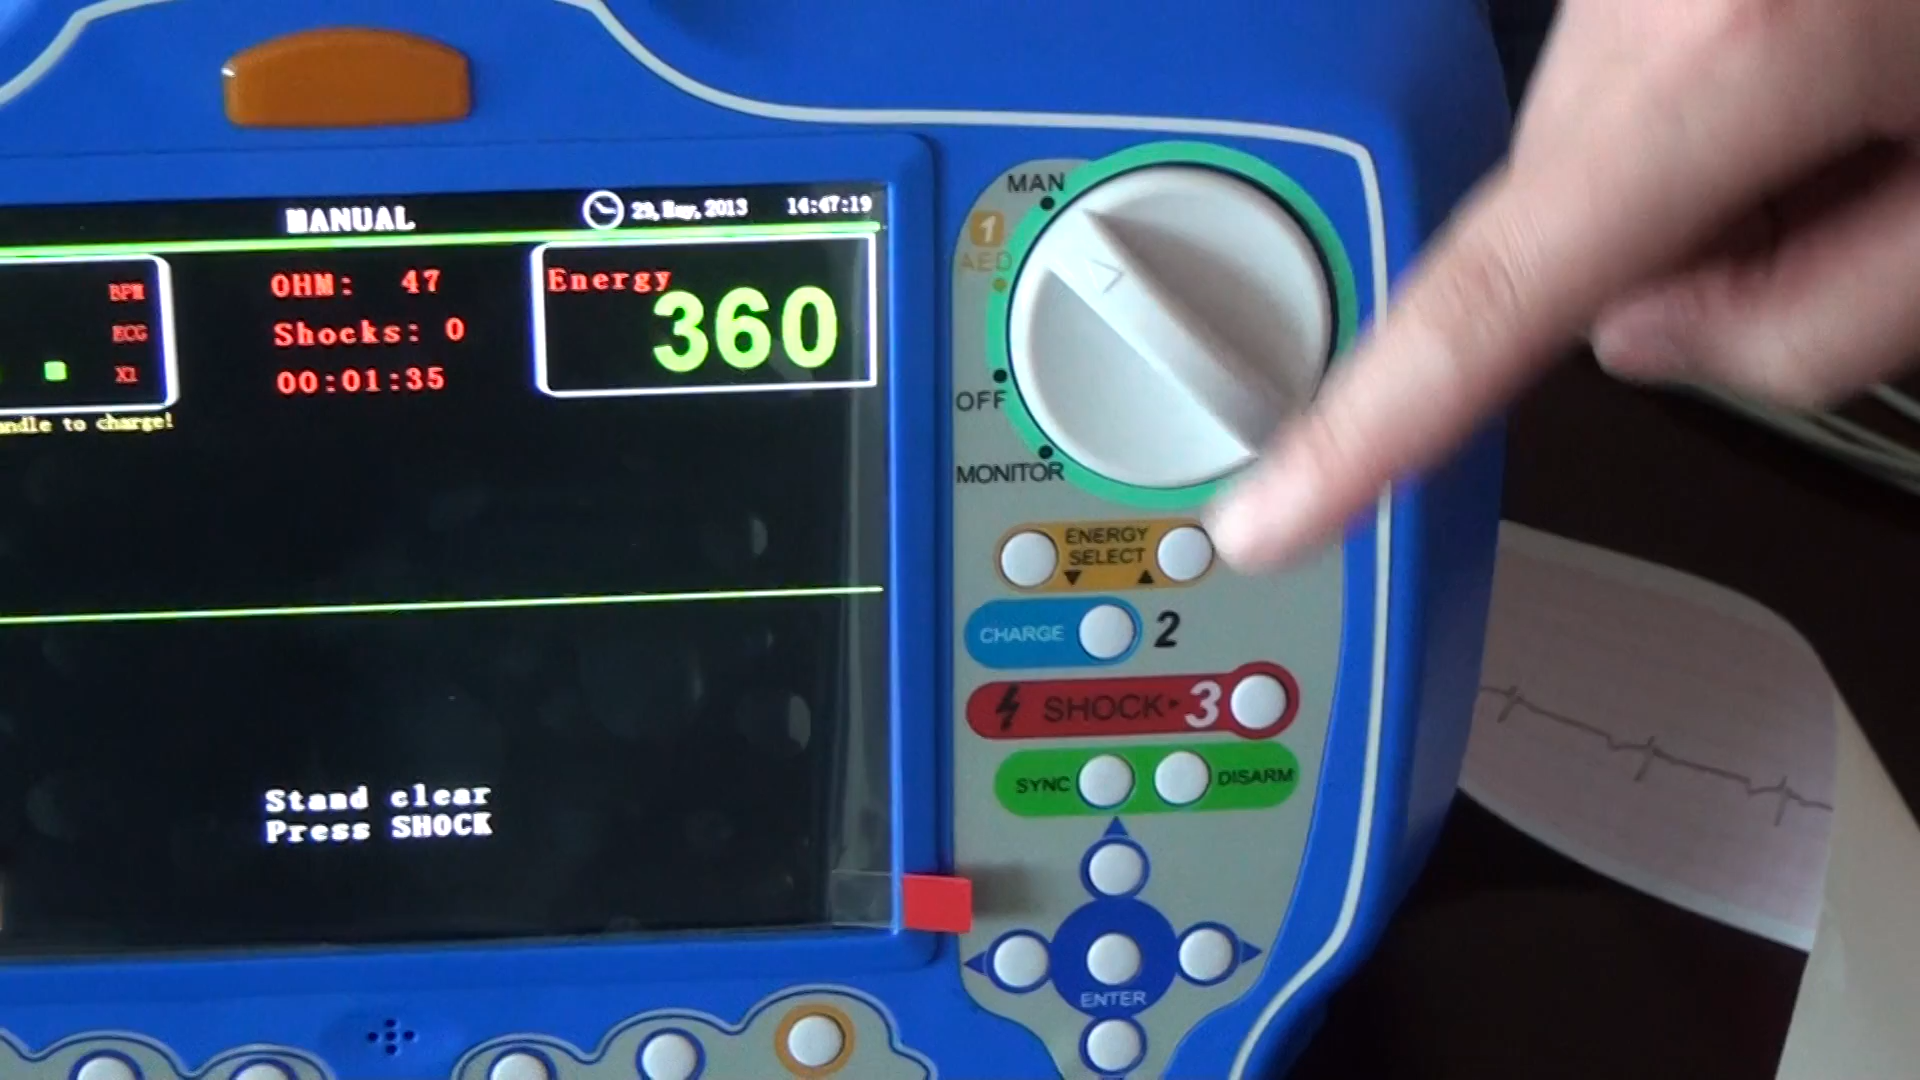 MANUAL
29, May, 2013 14:47:19
BPM
ECG
X1
OHM: 47
Shocks: 0
00:01:35
Energy
360
to charge!
Stand clear
Press SHOCK
MAN
1
AED
OFF
MONITOR
ENERGY
SELECT
CHARGE 2
SHOCK 3
SYNC DISARM
ENTER